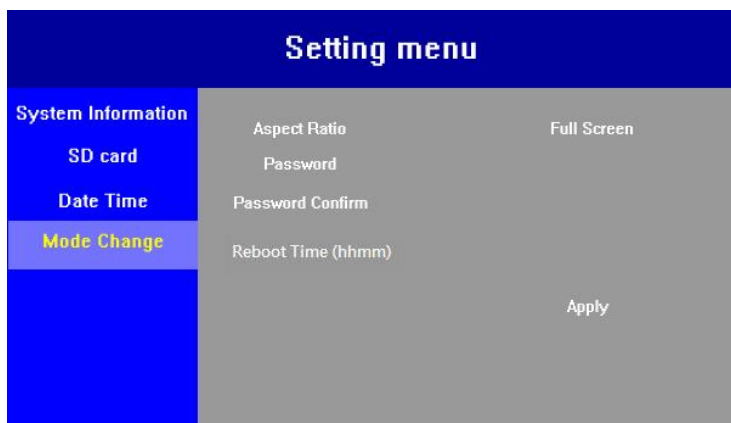 Setting menu
System Information
SD card
Date Time
Mode Change
Aspect Ratio
Full Screen
Password
Password Confirm
Reboot Time (hhmm)
Apply